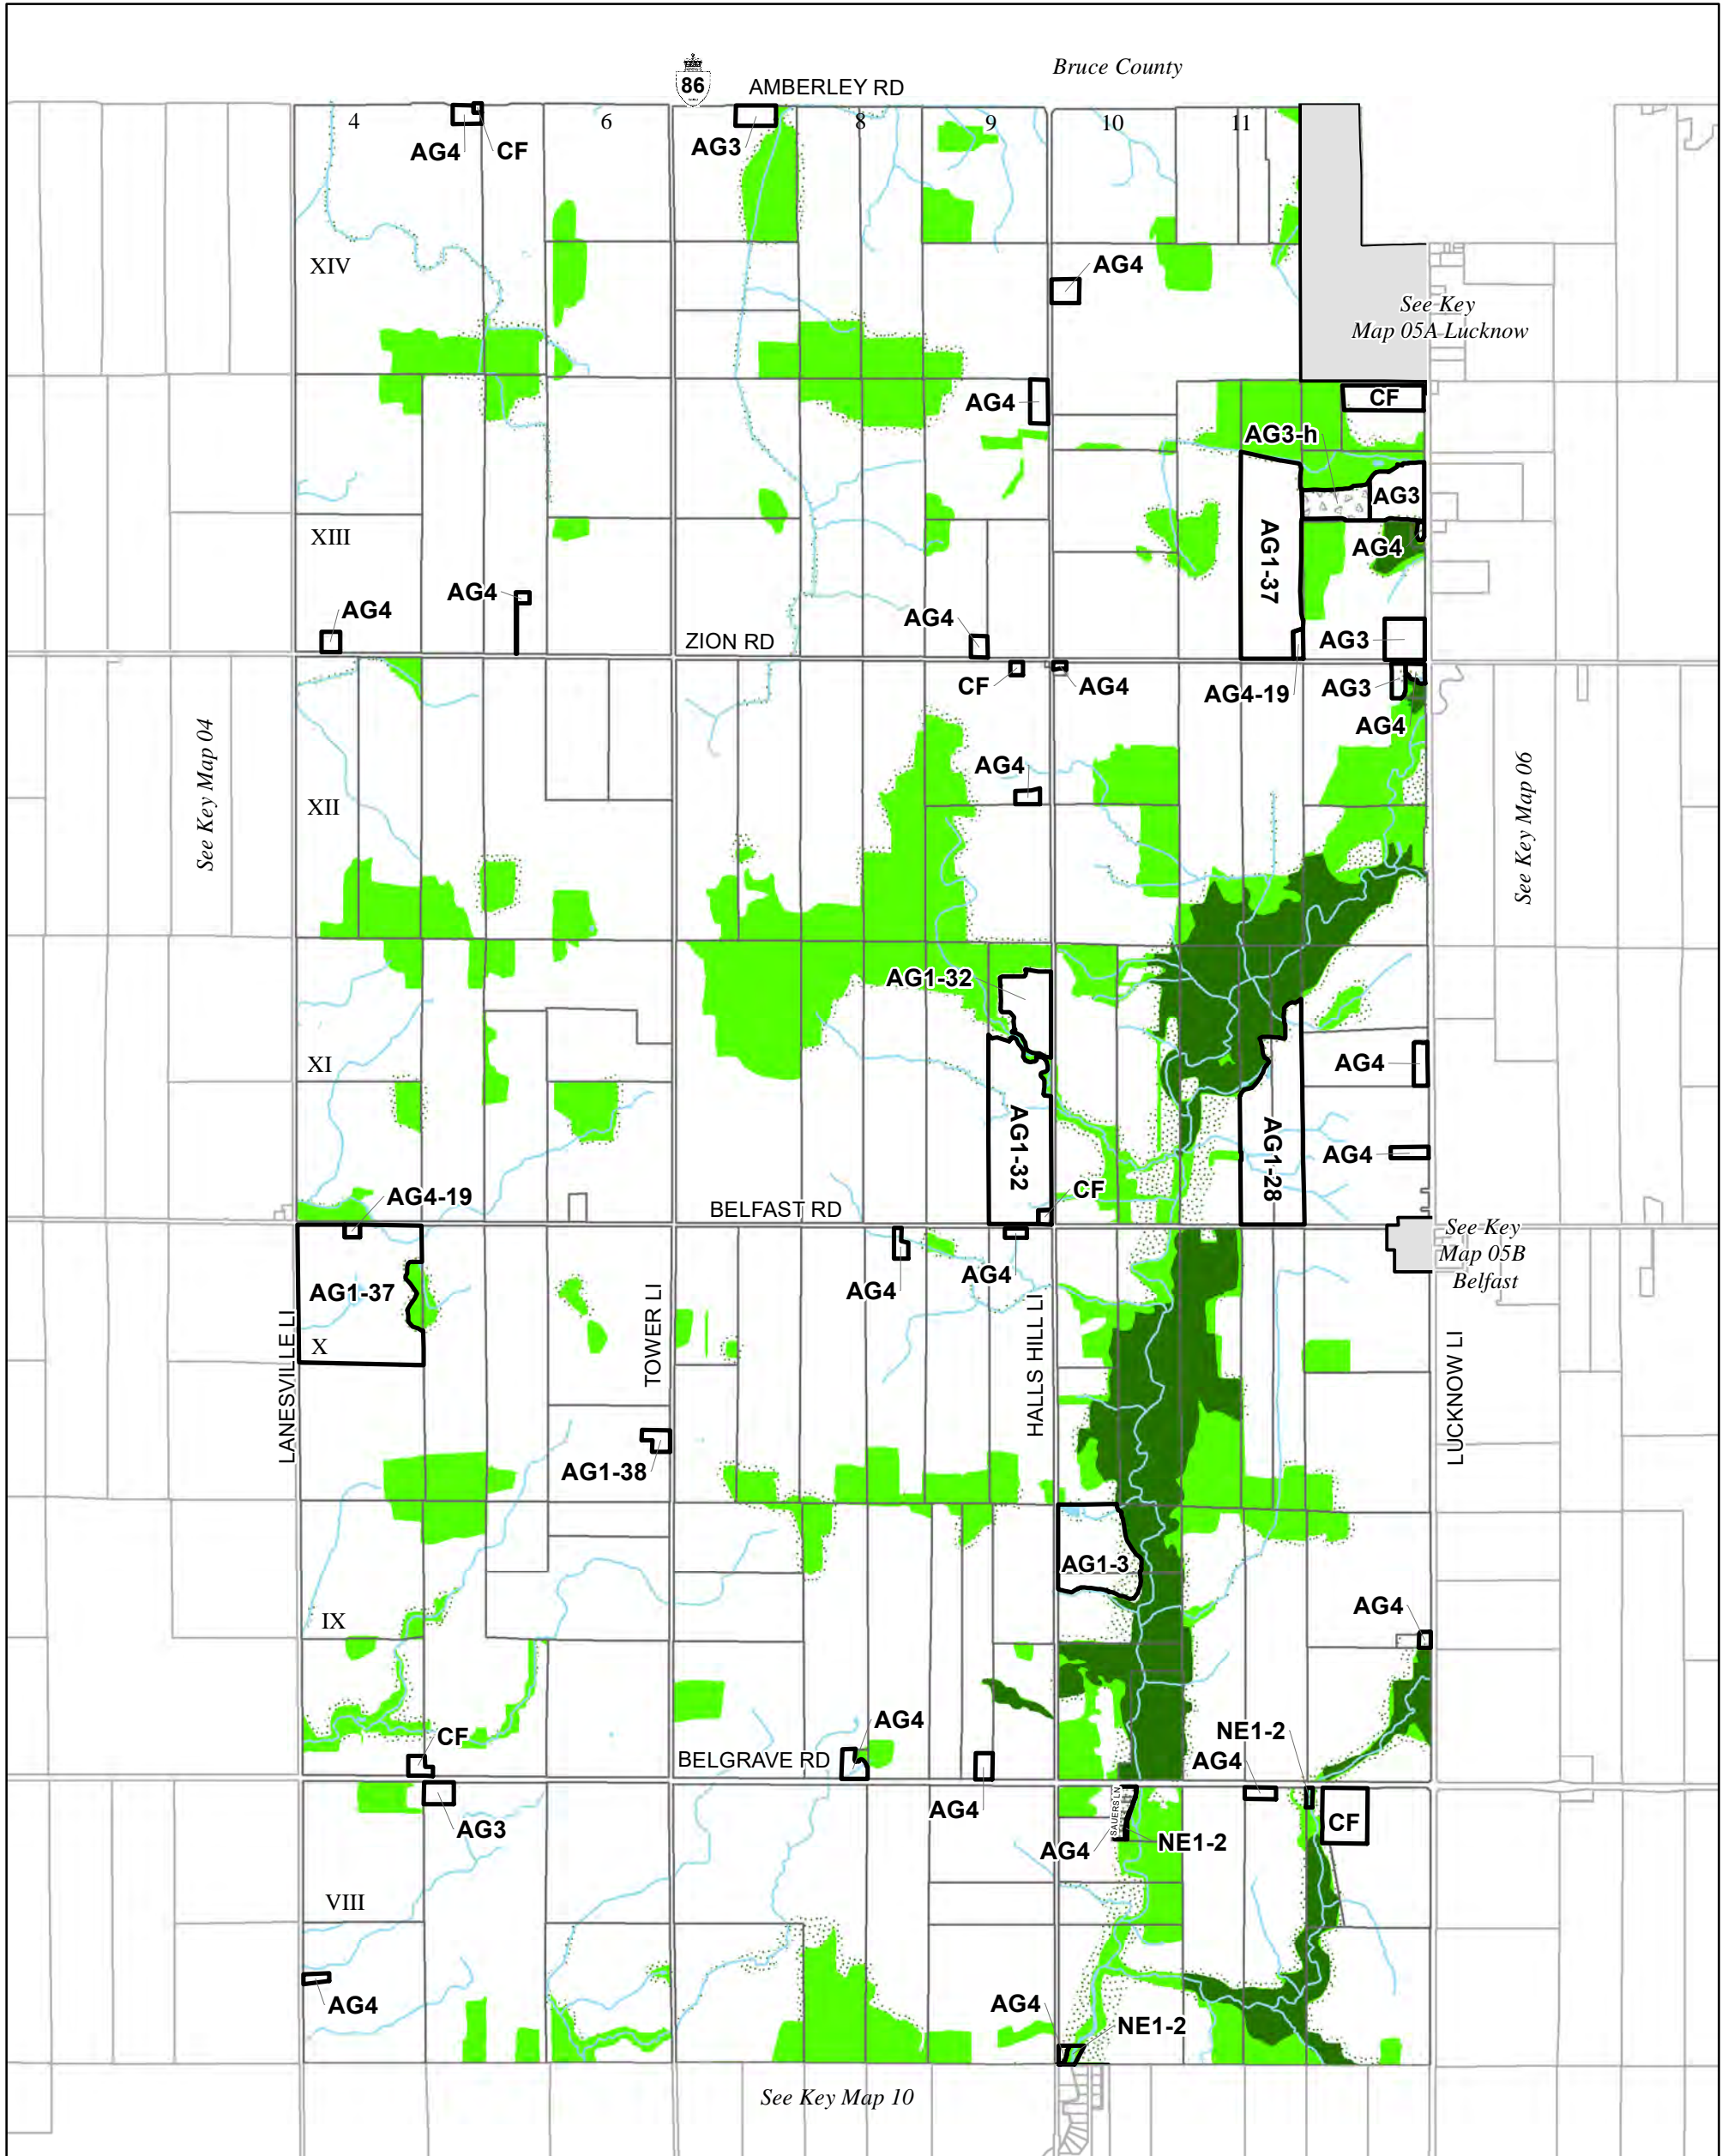 Bruce County
86
AMBERLEY RD
4
6
8
9
10
11
AG4
CF
AG3
XIV
AG4
See Key
Map 05A Lucknow
AG4
CF
AG3-h
AG3
XIII
AG1-37
AG4
AG4
AG4
AG4
ZION RD
AG3
CF
AG4
AG4-19
AG3
AG4
See Key Map 04
AG4
XII
See Key Map 06
AG1-32
XI
AG4
AG1-32
AG1-28
AG4
AG4-19
CF
BELFAST RD
See Key
Map 05B
Belfast
AG4
AG4
AG1-37
X
LANESVILLE LI
TOWER LI
HALLS HILL LI
LUCKNOW LI
AG1-38
AG1-3
AG4
IX
AG4
CF
NE1-2
BELGRAVE RD
AG4
AG4
AG3
SAUERS LN
CF
AG4
NE1-2
VIII
AG4
AG4
NE1-2
See Key Map 10